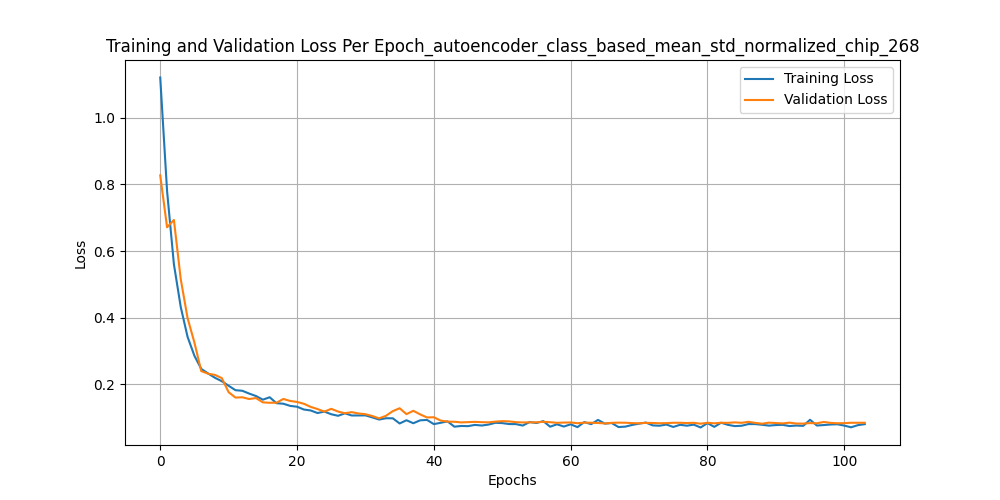 Training and Validation Loss Per Epoch_autoencoder_class_based_mean_std_normalized_chip_268
Training Loss
Validation Loss
1.0
0.8
0.6
0.4
0.2
Loss
0
20
40
60
80
100
Epochs